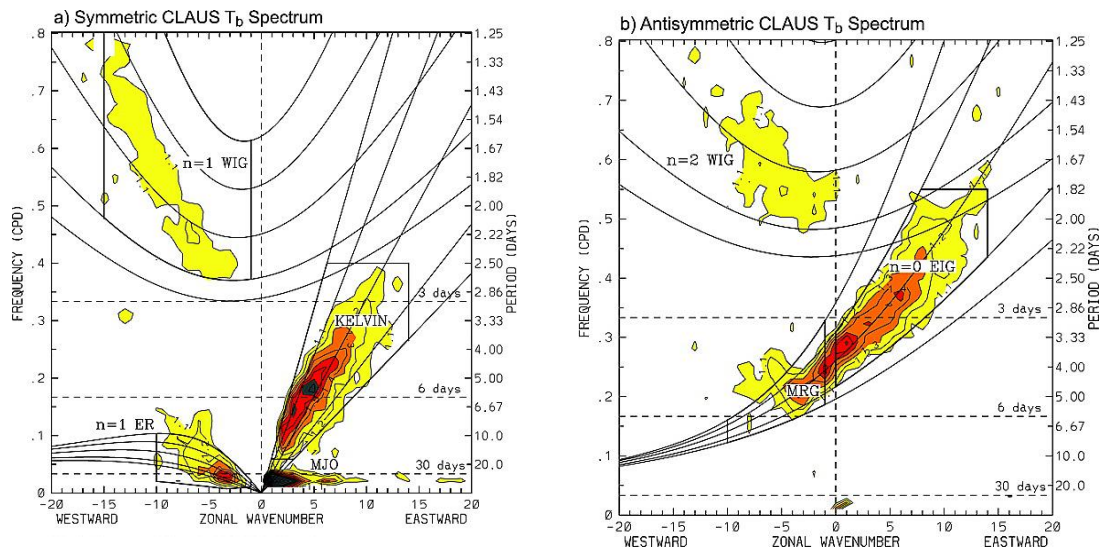 a) Symmetric CLAUS Tb Spectrum
.8
.7
.6
.5
.4
.3
.2
.1
0
FREQUENCY (CPD)
1.25
1.33
1.43
1.54
1.67
1.82
2.00
2.22
2.50
2.86
3.33
4.00
5.00
6.67
10.0
20.0
PERIOD (DAYS)
n=1 WIG
3 days
KELVIN
6 days
n=1 ER
MJO
30 days
-20 -15 -10 -5 0 5 10 15 20
WESTWARD ZONAL WAVENUMBER EASTWARD
b) Antisymmetric CLAUS Tb Spectrum
.8
.7
.6
.5
.4
.3
.2
.1
0
FREQUENCY (CPD)
1.25
1.33
1.43
1.54
1.67
1.82
2.00
2.22
2.50
2.86
3.33
4.00
5.00
6.67
10.0
20.0
PERIOD (DAYS)
n=2 WIG
n=0 EIG
3 days
MRG
6 days
30 days
-20 -15 -10 -5 0 5 10 15 20
WESTWARD ZONAL WAVENUMBER EASTWARD